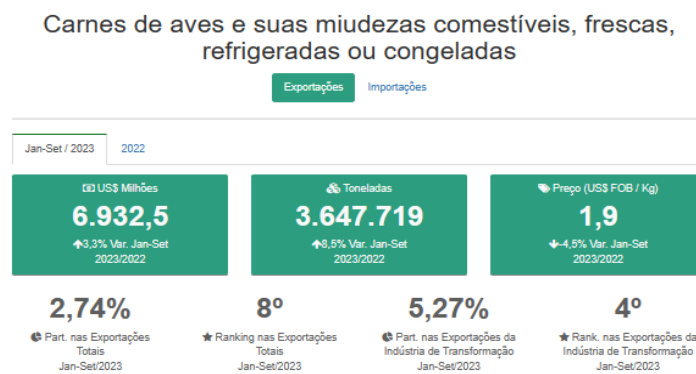 Carnes de aves e suas miudezas comestíveis, frescas,
refrigeradas ou congeladas
Exportações
Importações
Jan-Set / 2023
2022
US$ Milhões
6.932,5
3,3% Var. Jan-Set
2023/2022
Toneladas
3.647.719
8,5% Var. Jan-Set
2023/2022
Preço (US$ FOB / Kg)
1,9
-4,5% Var. Jan-Set
2023/2022
2,74%
Part. nas Exportações
Totais
Jan-Set/2023
8º
Ranking nas Exportações
Totais
Jan-Set/2023
5,27%
Part. nas Exportações da
Indústria de Transformação
Jan-Set/2023
4º
Rank. nas Exportações da
Indústria de Transformação
Jan-Set/2023